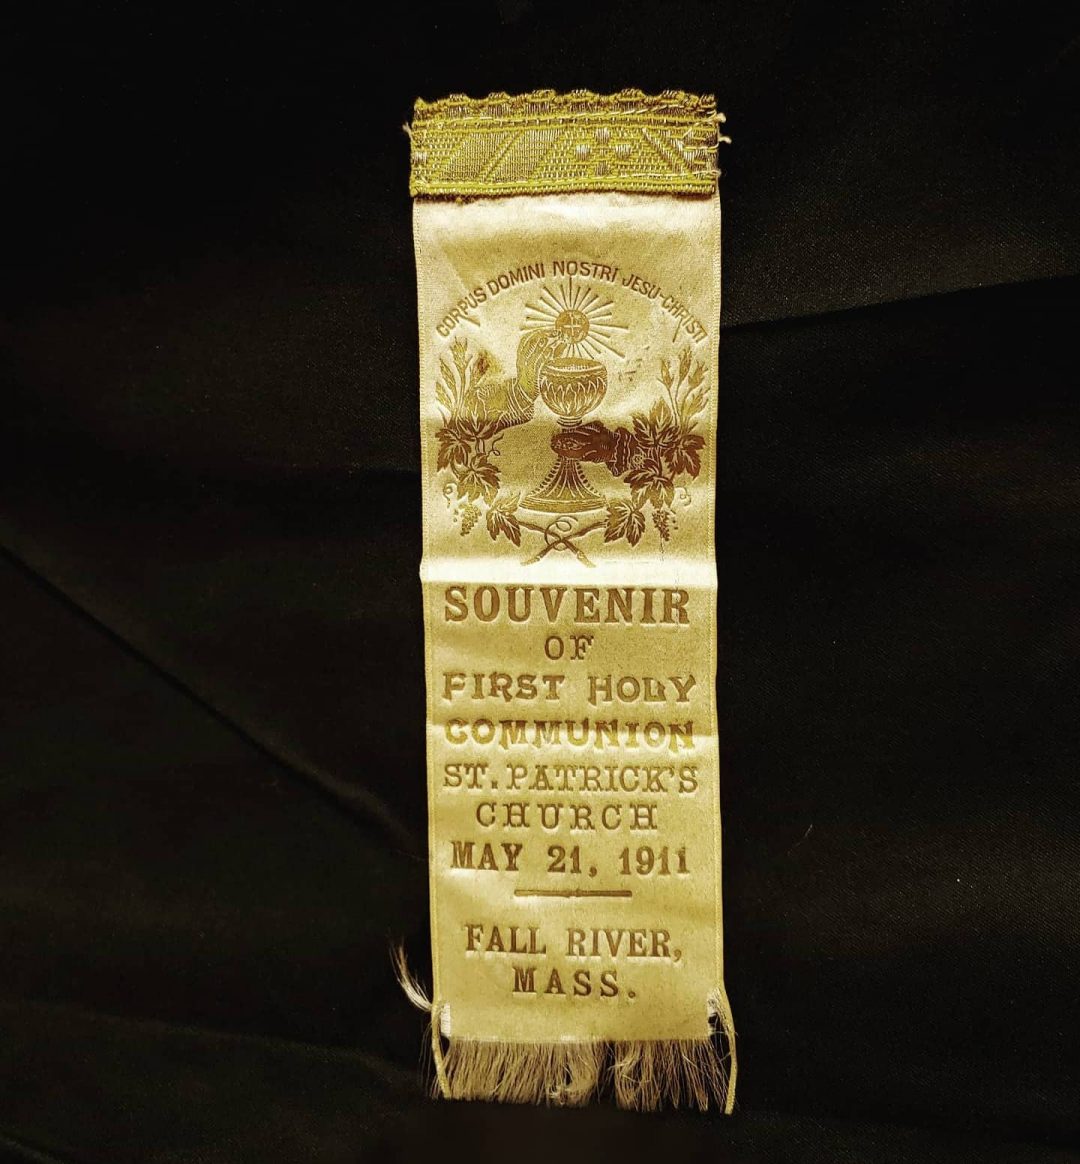 CORPUS DOMINI NOSTRI JESU-CHRISTI
SOUVENIR
OF
FIRST HOLY
COMMUNION
ST. PATRICK'S
CHURCH
MAY 21, 1911
FALL RIVER,
MASS.